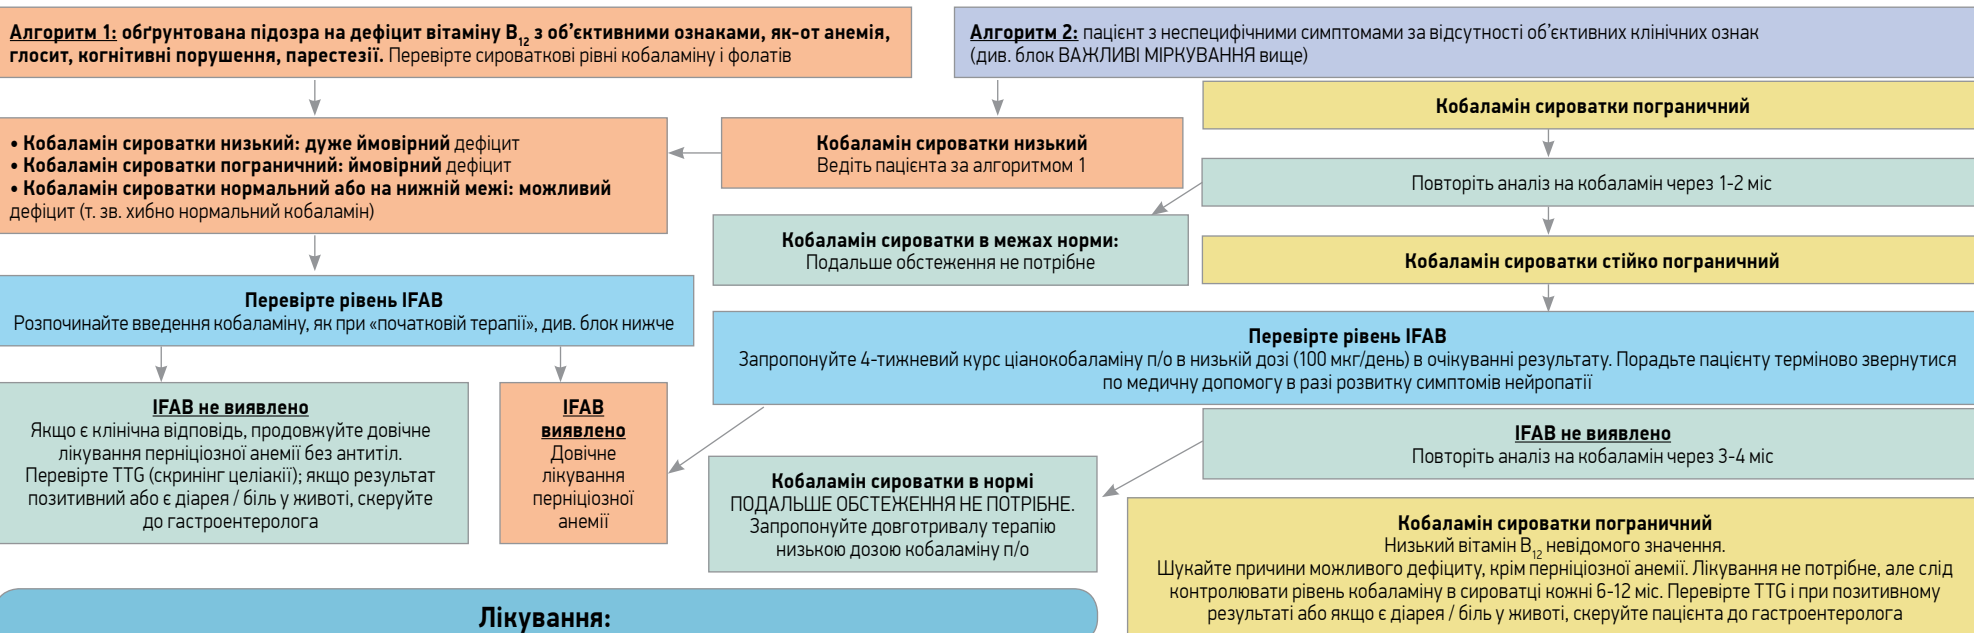 Алгоритм 1: обґрунтована підозра на дефіцит вітаміну B₁₂ з об’єктивними ознаками, як-от анемія,
глосит, когнітивні порушення, парестезії. Перевірте сироваткові рівні кобаламіну і фолатів
Алгоритм 2: пацієнт з неспецифічними симптомами за відсутності об’єктивних клінічних ознак
(див. блок ВАЖЛИВІ МІРКУВАННЯ вище)
• Кобаламін сироватки низький: дуже ймовірний дефіцит
• Кобаламін сироватки пограничний: ймовірний дефіцит
• Кобаламін сироватки нормальний або на нижній межі: можливий
дефіцит (т. зв. хибно нормальний кобаламін)
Кобаламін сироватки низький
Ведіть пацієнта за алгоритмом 1
Кобаламін сироватки пограничний
Повторіть аналіз на кобаламін через 1-2 міс
Кобаламін сироватки в межах норми:
Подальше обстеження не потрібне
Кобаламін сироватки стійко пограничний
Перевірте рівень IFAB
Розпочинайте введення кобаламіну, як при «початковій терапії», див. блок нижче
Перевірте рівень IFAB
Запропонуйте 4-тижневий курс ціанокобаламіну п/о в низькій дозі (100 мкг/день) в очікуванні результату. Порадьте пацієнту терміново звернутися
по медичну допомогу в разі розвитку симптомів нейропатії
IFAB не виявлено
Якщо є клінічна відповідь, продовжуйте довічне
лікування перніціозної анемії без антитіл.
Перевірте TTG (скринінг целіакії); якщо результат
позитивний або є діарея / біль у животі, скеруйте
до гастроентеролога
IFAB
виявлено
Довічне
лікування
перніціозної
анемії
IFAB не виявлено
Повторіть аналіз на кобаламін через 3-4 міс
Кобаламін сироватки в нормі
ПОДАЛЬШЕ ОБСТЕЖЕННЯ НЕ ПОТРІБНЕ.
Запропонуйте довготривалу терапію
низькою дозою кобаламіну п/о
Кобаламін сироватки пограничний
Низький вітамін B₁₂ невідомого значення.
Шукайте причини можливого дефіциту, крім перніціозної анемії. Лікування не потрібне, але слід
контролювати рівень кобаламіну в сироватці кожні 6-12 міс. Перевірте TTG і при позитивному
результаті або якщо є діарея / біль у животі, скеруйте пацієнта до гастроентеролога
Лікування: